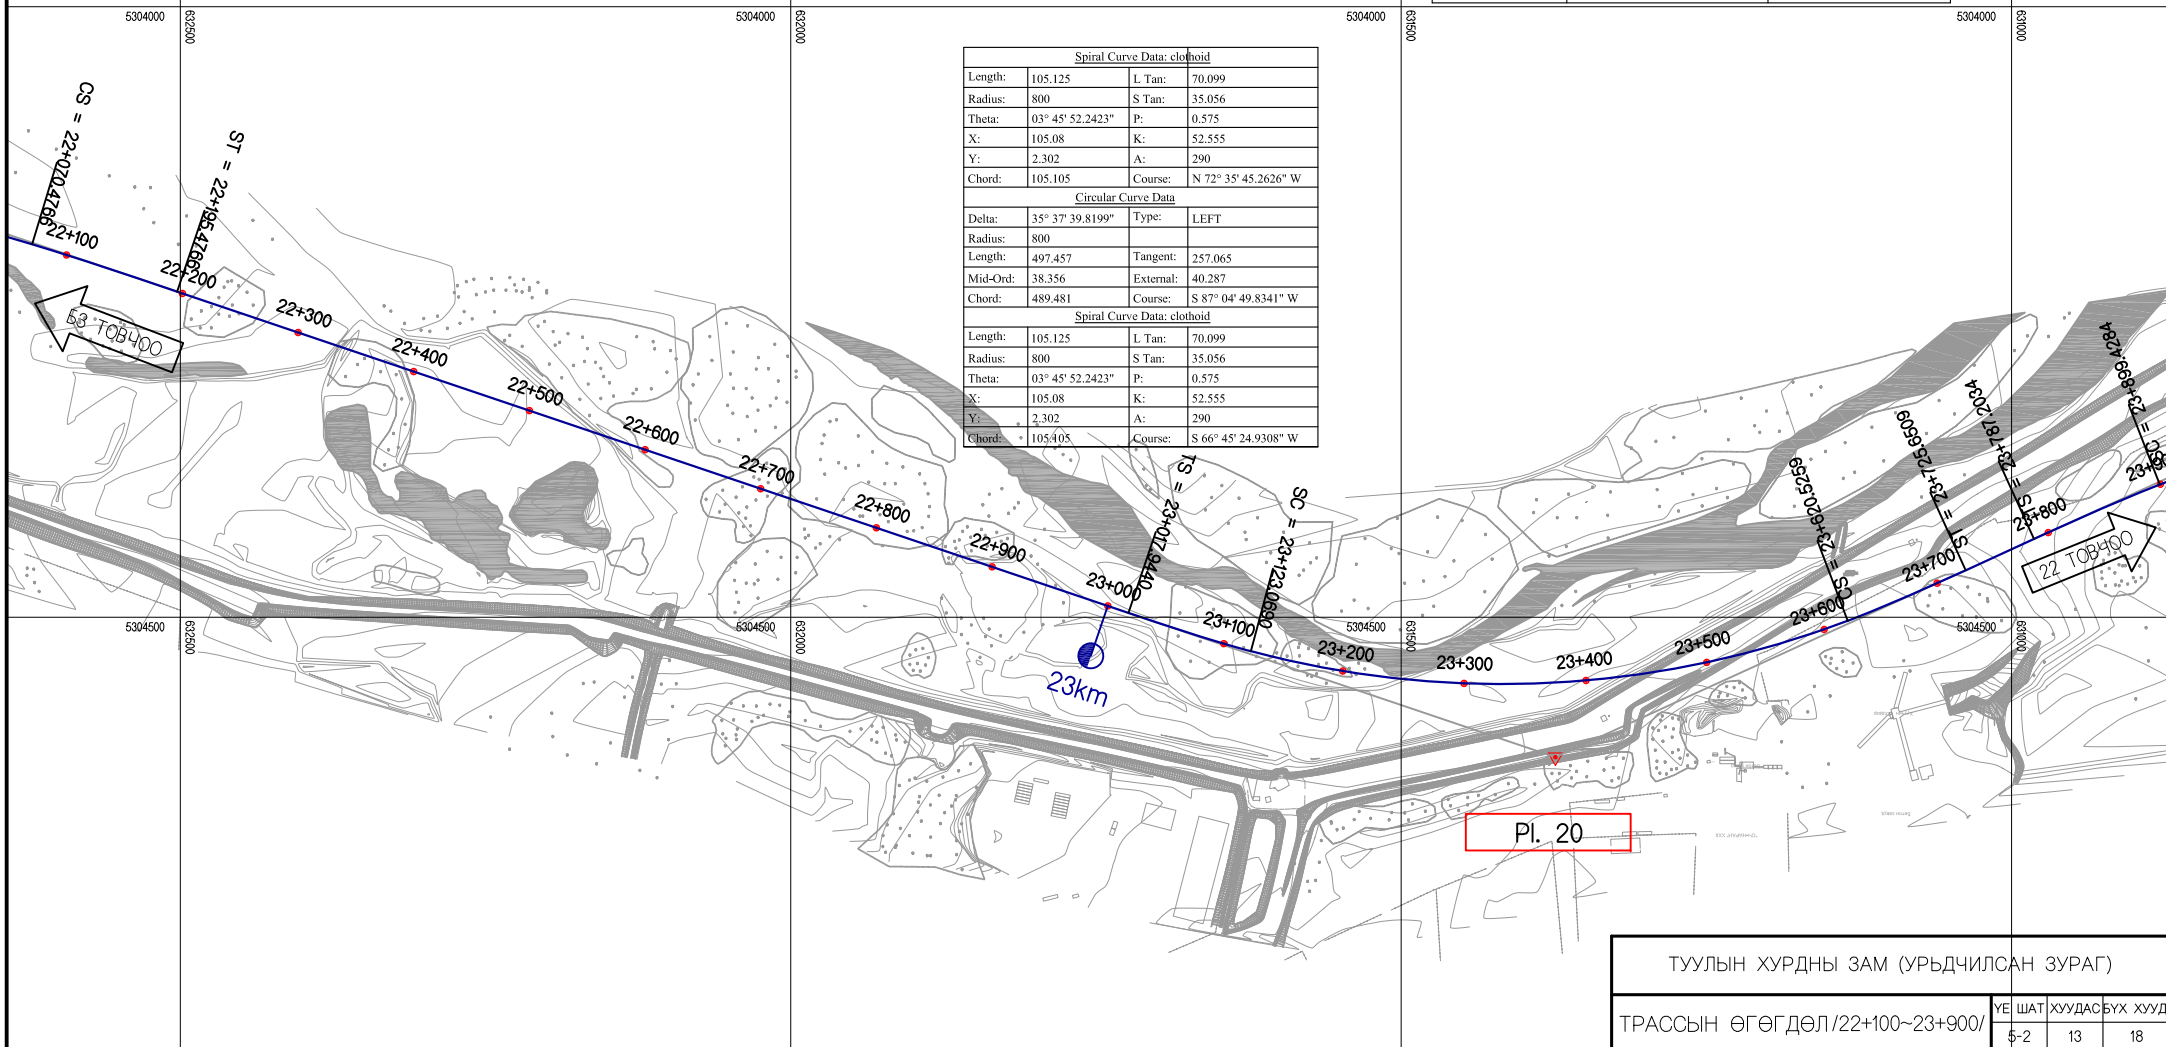 5304000
632500
5304000
632000
5304000
631500
5304000
631000
Spiral Curve Data: clothoid
Length: 105.125 L Tan: 70.099
Radius: 800 S Tan: 35.056
Theta: 03° 45' 52.2423" P: 0.575
X: 105.08 K: 52.555
Y: 2.302 A: 290
Chord: 105.105 Course: N 72° 35' 45.2626" W
Circular Curve Data
Delta: 35° 37' 39.8199" Type: LEFT
Radius: 800
Length: 497.457 Tangent: 257.065
Mid-Ord: 38.356 External: 40.287
Chord: 489.481 Course: S 87° 04' 49.8341" W
Spiral Curve Data: clothoid
Length: 105.125 L Tan: 70.099
Radius: 800 S Tan: 35.056
Theta: 03° 45' 52.2423" P: 0.575
X: 105.08 K: 52.555
Y: 2.302 A: 290
Chord: 105.105 Course: S 66° 45' 24.9308" W
CS = 22+070.4766
ST = 22+195.4766
22+100
22+200
22+300
22+400
22+500
22+600
22+700
22+800
22+900
23+000
23+100
23+200
23+300
23+400
23+500
23+600
23+700
23+800
БЗ ТОВЧОО
22 ТОВЧОО
TS = 23+017.9440
SC = 23+123.0690
CS = 23+620.5259
ST = 23+725.6509
TS = 23+787.2034
SC = 23+899.4284
23km
5304500
632500
5304500
632000
5304500
631500
5304500
631000
PI. 20
ТУУЛЫН ХУРДНЫ ЗАМ (УРЬДЧИЛСАН ЗУРАГ)
ТРАССЫН ӨГӨГДӨЛ/22+100~23+900/
ҮЕ ШАТ ХУУДАС БҮХ ХУУД
5-2 13 18